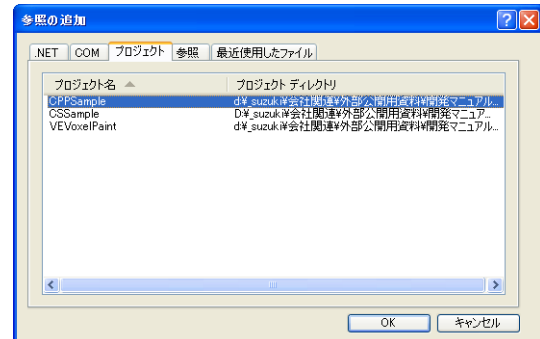 参照の追加
.NET COM プロジェクト 参照 最近使用したファイル
プロジェクト名 プロジェクト ディレクトリ
CPPSample d:¥_suzuki¥会社関連¥外部公開用資料¥開発マニュアル...
CSSample D:¥_suzuki¥会社関連¥外部公開用資料¥開発マニュア...
VEVoxelPaint d:¥_suzuki¥会社関連¥外部公開用資料¥開発マニュアル...
OK キャンセル